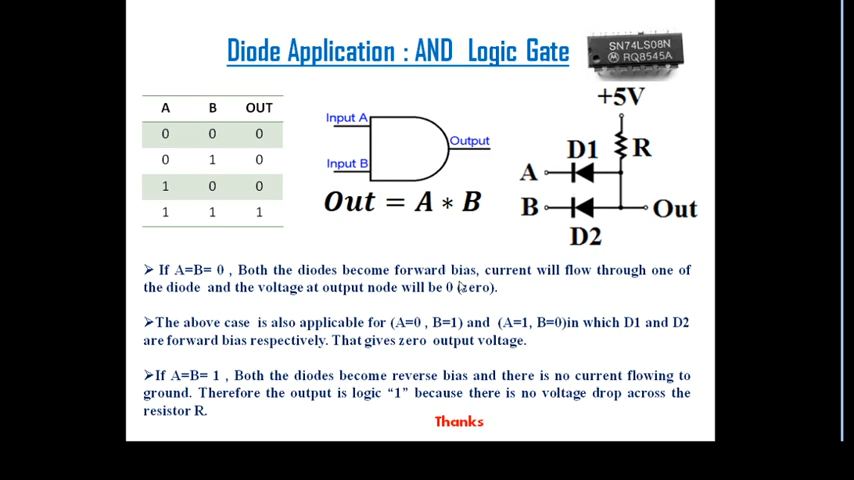 Diode Application : AND Logic Gate
SN74LS08N
RQ8545A
A B OUT
0 0 0
0 1 0
1 0 0
1 1 1
Input A
Input B
Output
Out = A * B
+5V
D1
R
A
B
Out
D2
➢ If A=B= 0 , Both the diodes become forward bias, current will flow through one of
the diode and the voltage at output node will be 0 (zero).
➢The above case is also applicable for (A=0 , B=1) and (A=1, B=0)in which D1 and D2
are forward bias respectively. That gives zero output voltage.
➢If A=B= 1 , Both the diodes become reverse bias and there is no current flowing to
ground. Therefore the output is logic “1” because there is no voltage drop across the
resistor R.
Thanks